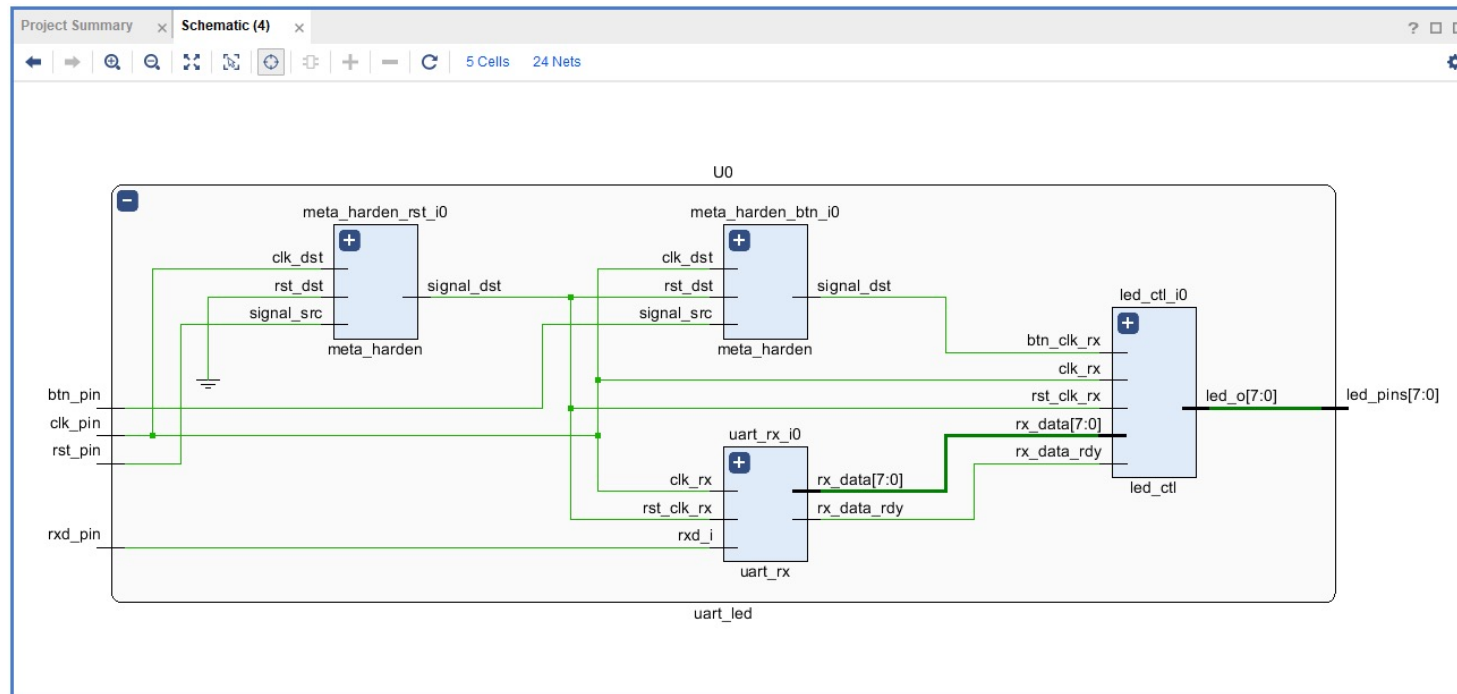 Project Summary
Schematic (4)
5 Cells
24 Nets
U0
meta_harden_rst_i0
clk_dst
rst_dst
signal_src
signal_dst
meta_harden
meta_harden_btn_i0
clk_dst
rst_dst
signal_src
signal_dst
meta_harden
led_ctl_i0
btn_clk_rx
clk_rx
rst_clk_rx
rx_data[7:0]
rx_data_rdy
led_o[7:0]
led_ctl
led_pins[7:0]
btn_pin
clk_pin
rst_pin
rxd_pin
uart_rx_i0
clk_rx
rst_clk_rx
rxd_i
rx_data[7:0]
rx_data_rdy
uart_rx
uart_led